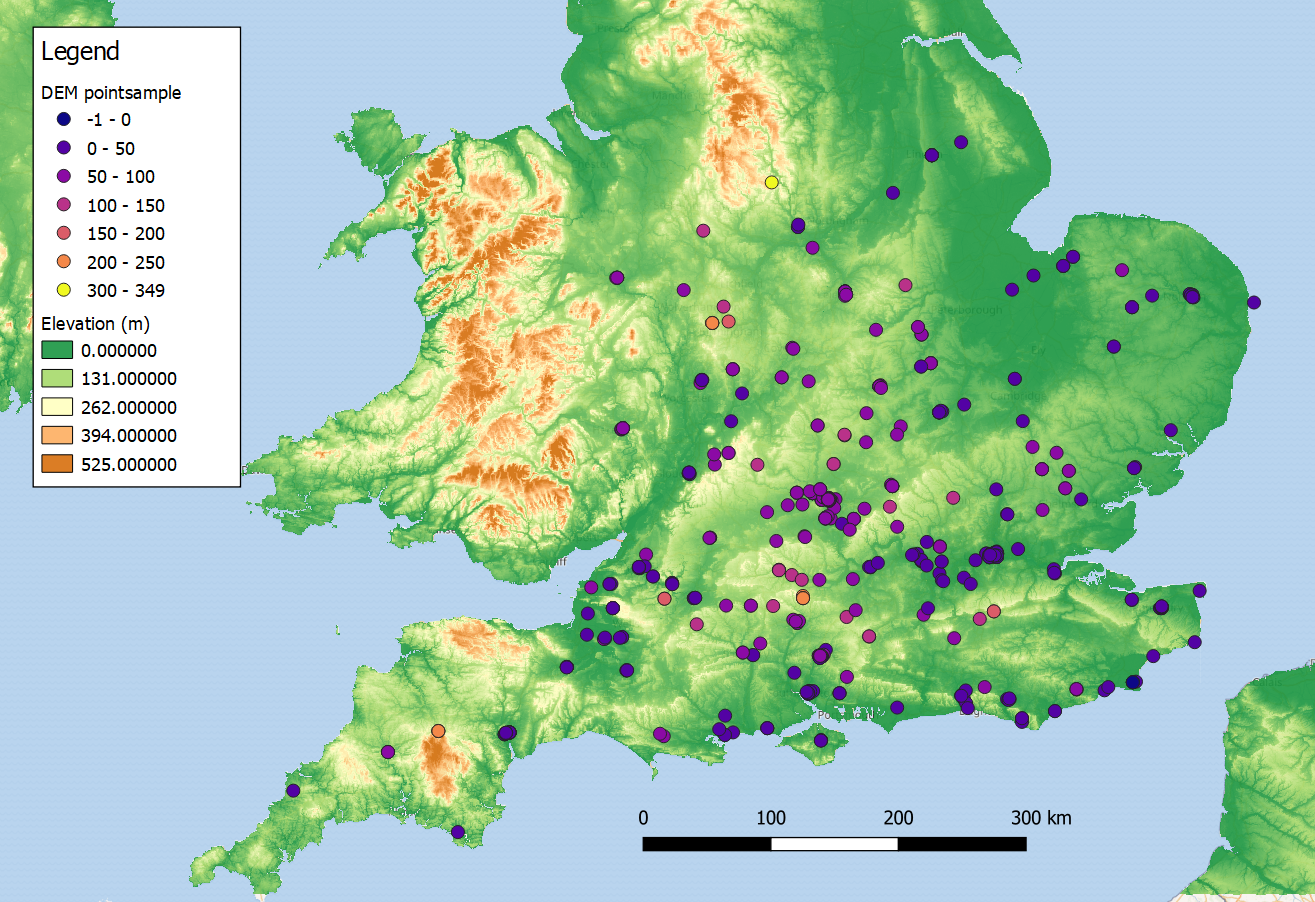 Legend
DEM pointsample
-1 - 0
0 - 50
50 - 100
100 - 150
150 - 200
200 - 250
300 - 349
Elevation (m)
0.000000
131.000000
262.000000
394.000000
525.000000
0 100 200 300 km